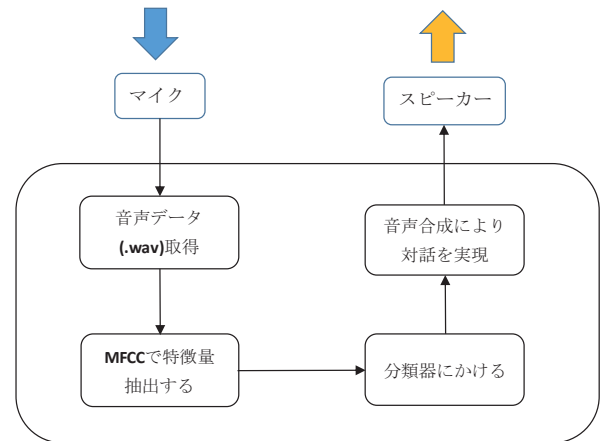 マイク
スピーカー
音声データ
(.wav)取得
音声合成により
対話を実現
MFCCで特徴量
抽出する
分類器にかける